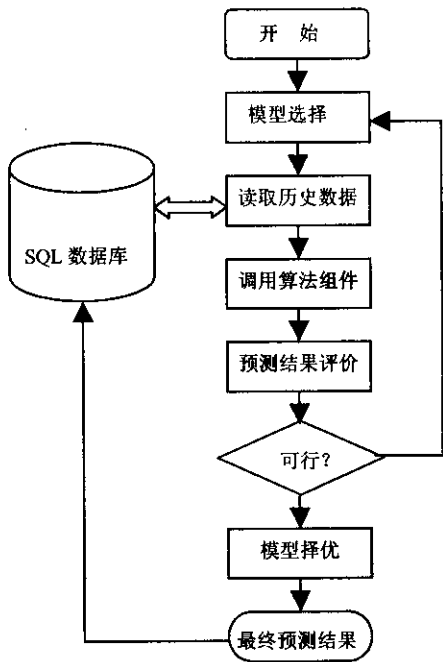 开 始
模型选择
读取历史数据
SQL 数据库
调用算法组件
预测结果评价
可行?
模型择优
最终预测结果